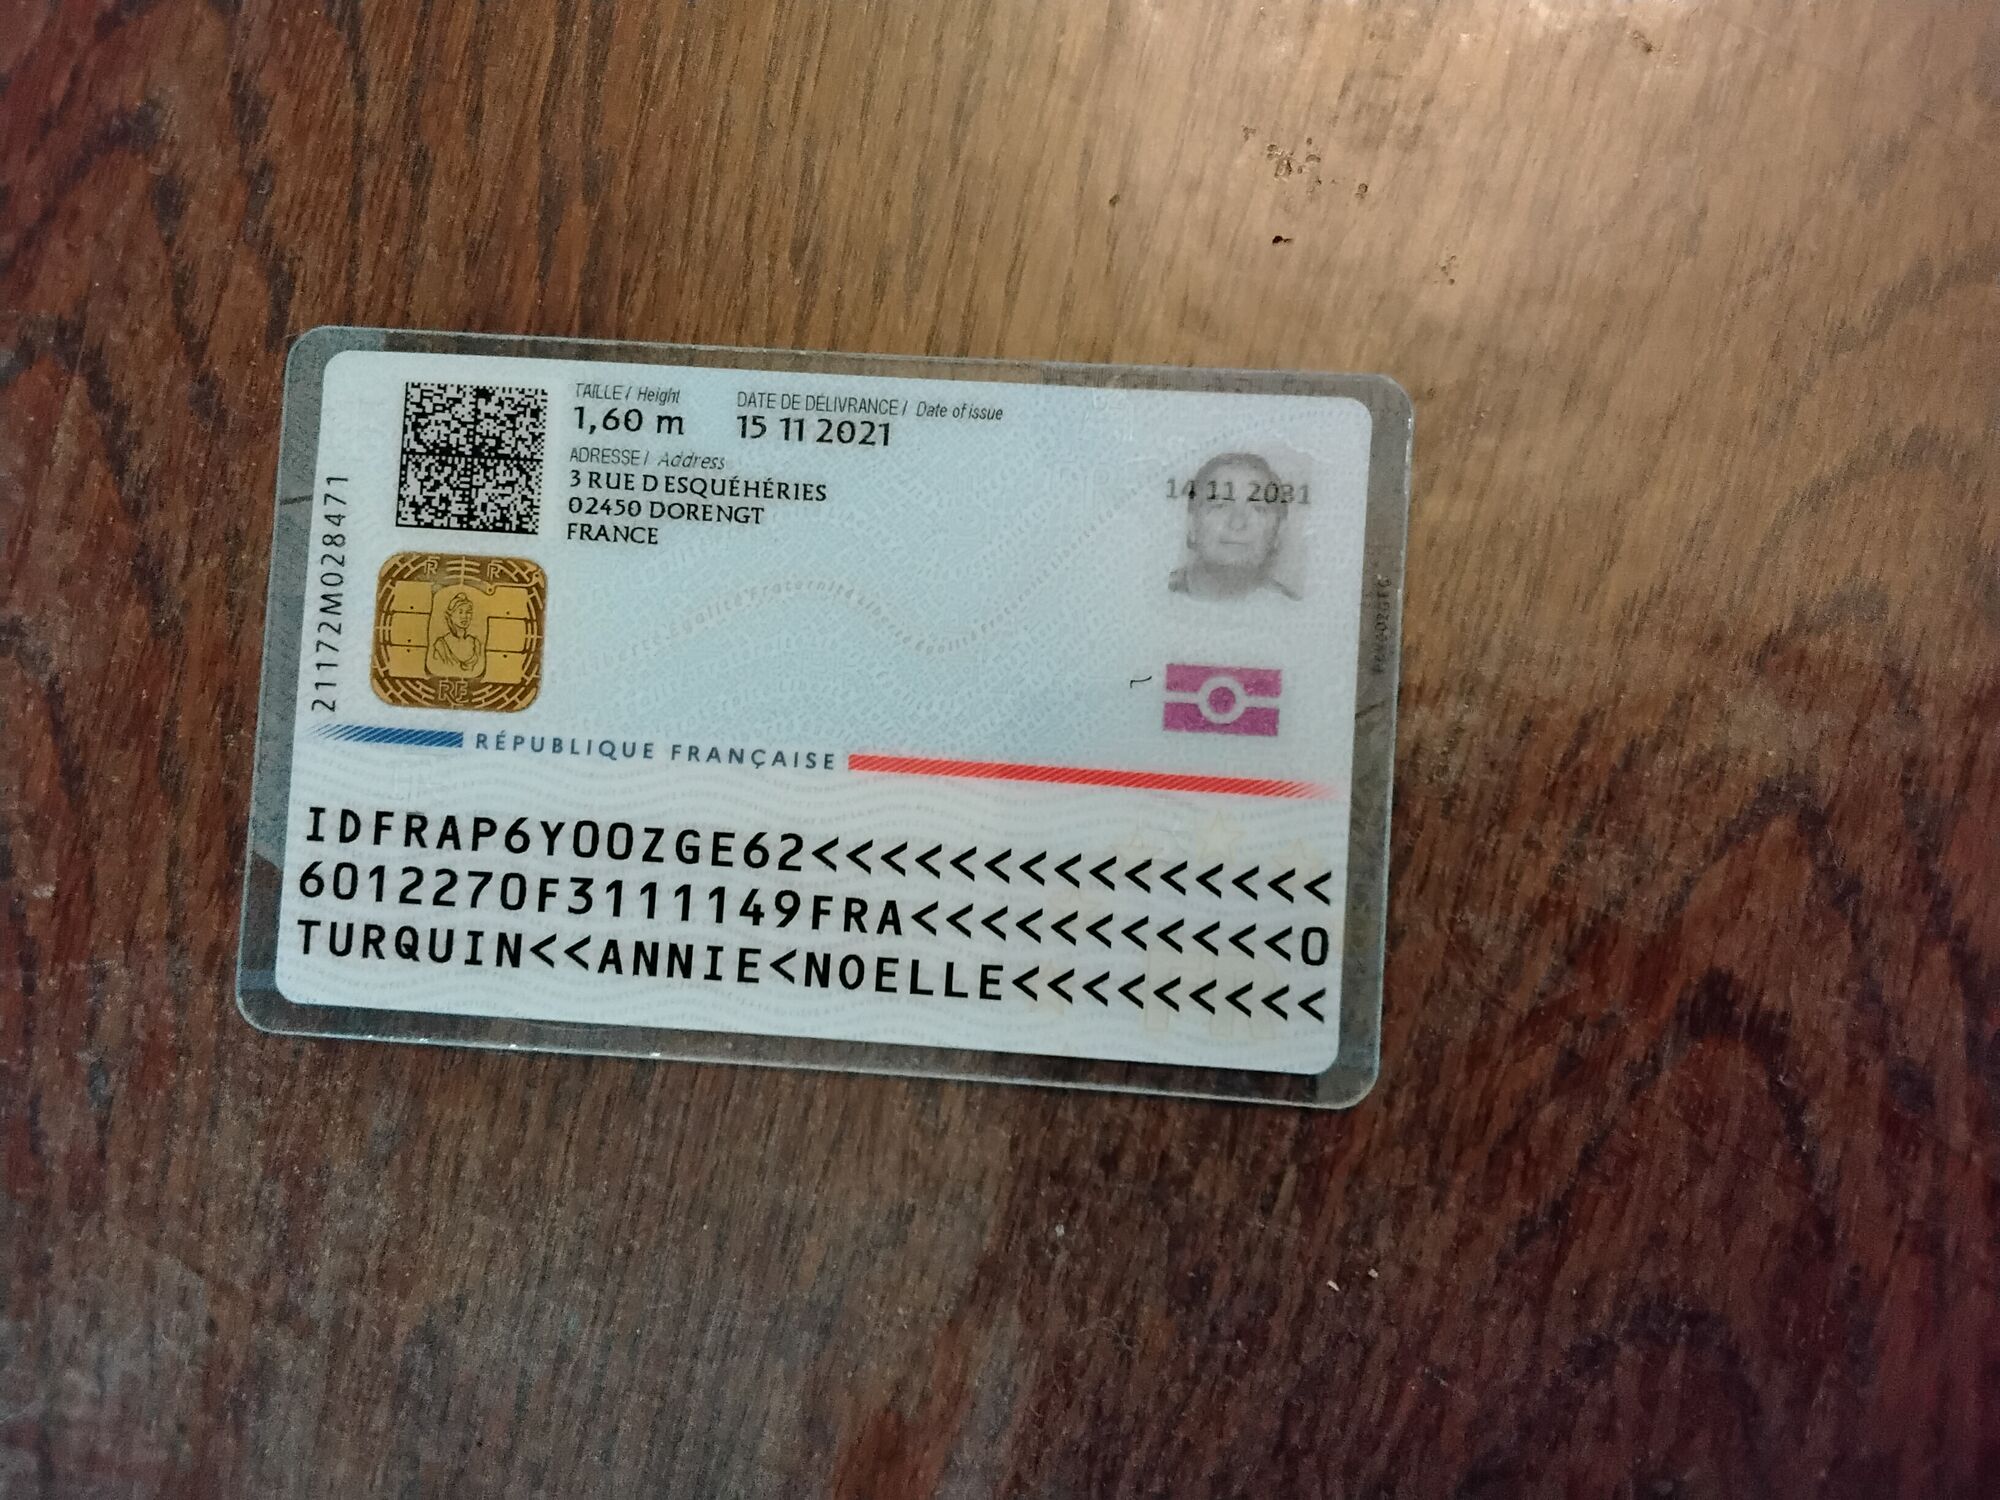 TAILLE / Height
1,60 m
DATE DE DÉLIVRANCE / Date of issue
15 11 2021
ADRESSE / Address
3 RUE D ESQUÉHÉRIES
02450 DORENGT
FRANCE
14 11 2031
21172M028471
RÉPUBLIQUE FRANÇAISE
IDFRAP6Y00ZGE62<<<<<<<<<<<<<<<
6012270F3111149FRA<<<<<<<<<<<0
TURQUIN<<ANNIE<NOELLE<<<<<<<<<